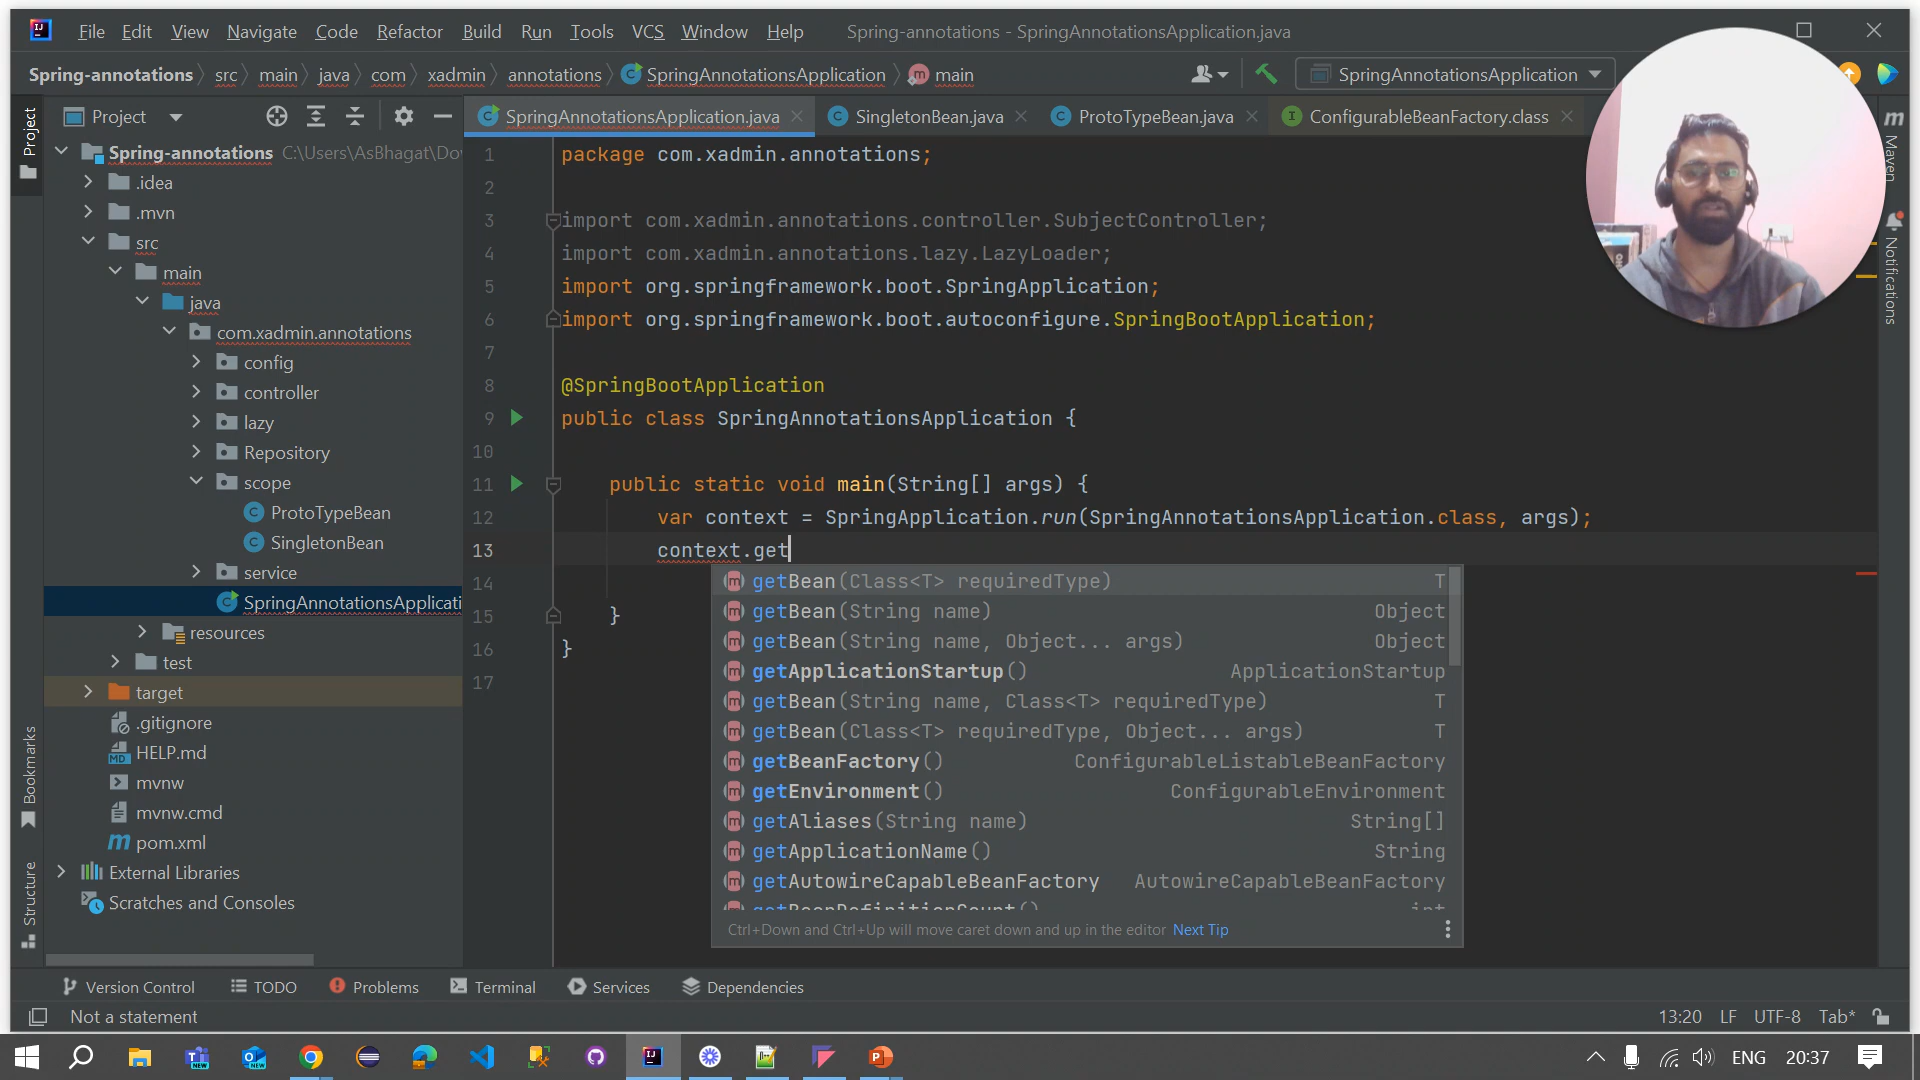 File Edit View Navigate Code Refactor Build Run Tools VCS Window Help Spring-annotations - SpringAnnotationsApplication.java
Spring-annotations src main java com xadmin annotations SpringAnnotationsApplication main SpringAnnotationsApplication
Project
SpringAnnotationsApplication.java SingletonBean.java ProtoTypeBean.java ConfigurableBeanFactory.class
Project
Maven
Notifications
Bookmarks
Structure
Spring-annotations C:\Users\AsBhagat\Do
.idea
.mvn
src
main
java
com.xadmin.annotations
config
controller
lazy
Repository
scope
ProtoTypeBean
SingletonBean
service
SpringAnnotationsApplicati
resources
test
target
.gitignore
HELP.md
mvnw
mvnw.cmd
pom.xml
External Libraries
Scratches and Consoles
1 package com.xadmin.annotations;
2
3 import com.xadmin.annotations.controller.SubjectController;
4 import com.xadmin.annotations.lazy.LazyLoader;
5 import org.springframework.boot.SpringApplication;
6 import org.springframework.boot.autoconfigure.SpringBootApplication;
7
8 @SpringBootApplication
9 public class SpringAnnotationsApplication {
10
11 public static void main(String[] args) {
12 var context = SpringApplication.run(SpringAnnotationsApplication.class, args);
13 context.get
14
15 }
16 }
17
getBean(Class<T> requiredType) T
getBean(String name) Object
getBean(String name, Object... args) Object
getApplicationStartup() ApplicationStartup
getBean(String name, Class<T> requiredType) T
getBean(Class<T> requiredType, Object... args) T
getBeanFactory() ConfigurableListableBeanFactory
getEnvironment() ConfigurableEnvironment
getAliases(String name) String[]
getApplicationName() String
getAutowireCapableBeanFactory AutowireCapableBeanFactory
getBeanDefinitionCount() int
Ctrl+Down and Ctrl+Up will move caret down and up in the editor Next Tip
Version Control TODO Problems Terminal Services Dependencies
Not a statement 13:20 LF UTF-8 Tab*
ENG 20:37